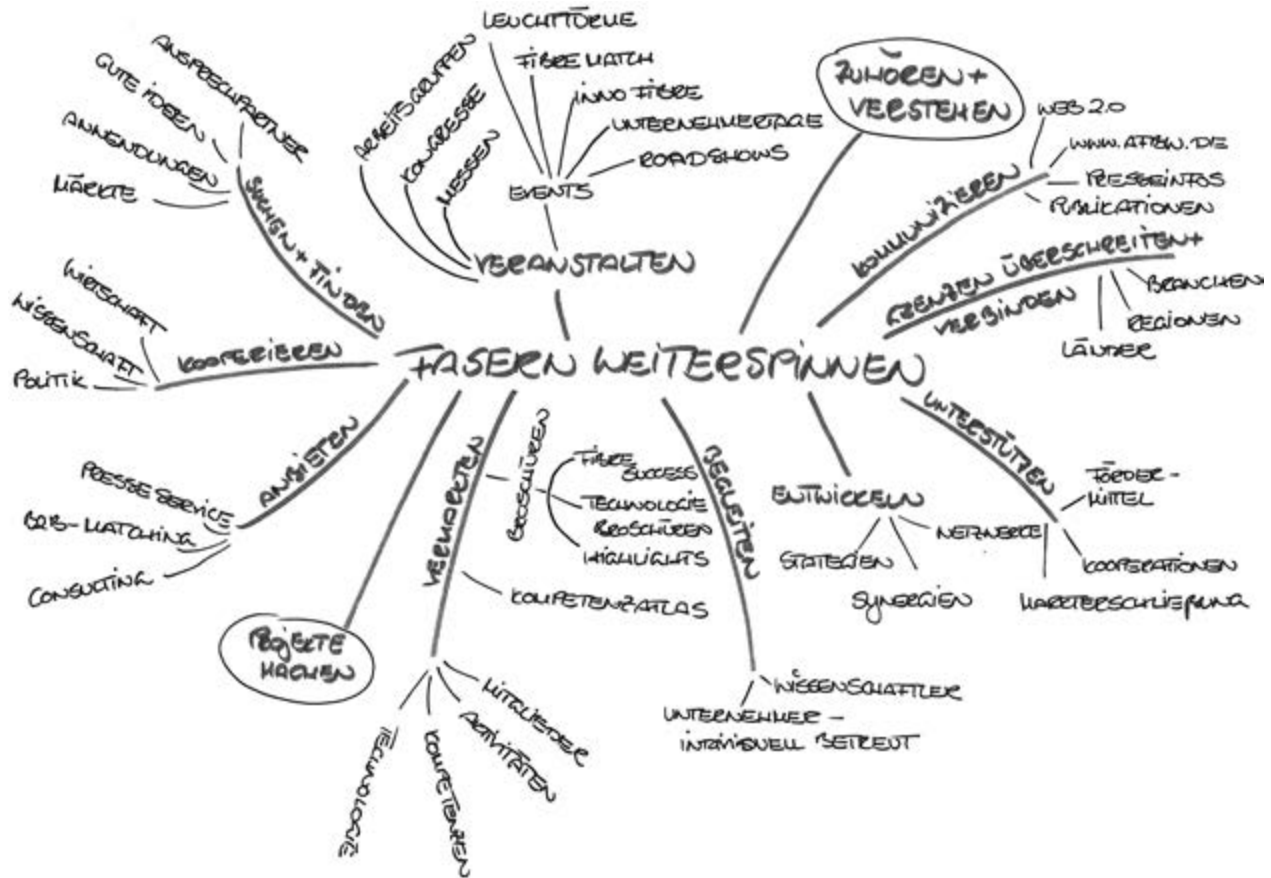 LEUCHTTÜRME
FIBREMATCH
INNO FIBRE
UNTERNEHMERTAGE
ROADSHOWS
EVENTS
ARBEITSGRUPPEN
KONGRESSE
MESSEN
VERANSTALTEN
ANSPRECHPARTNER
GUTE IDEEN
ANWENDUNGEN
MÄRKTE
SUCHEN + FINDEN
ZUHÖREN +
VERSTEHEN
WEB 2.0
WWW.AFBW.DE
PRESSEINFOS
PUBLIKATIONEN
KOMMUNIZIEREN
GRENZEN ÜBERSCHREITEN +
VERBINDEN
BRANCHEN
REGIONEN
LÄNDER
WIRTSCHAFT
WISSENSCHAFT
POLITIK
KOOPERIEREN
FASERN WEITERSPINNEN
ANBIETEN
PRESSE SERVICE
B2B-MATCHING
CONSULTING
PROJEKTE
MACHEN
VERMARKTEN
BROSCHÜREN
FIBRE
SUCCESS
TECHNOLOGIE
BROSCHÜREN
HIGHLIGHTS
KOMPETENZATLAS
MITGLIEDER
AKTIVITÄTEN
KOMPETENZEN
TECHNOLOGIE
BEGLEITEN
WISSENSCHAFTLER
UNTERNEHMER -
INDIVIDUELL BETREUT
ENTWICKELN
STATEGIEN
SYNERGIEN
NETZWERKE
UNTERSTÜTZEN
FÖRDER-
MITTEL
KOOPERATIONEN
MARKTERSCHLIEßUNG